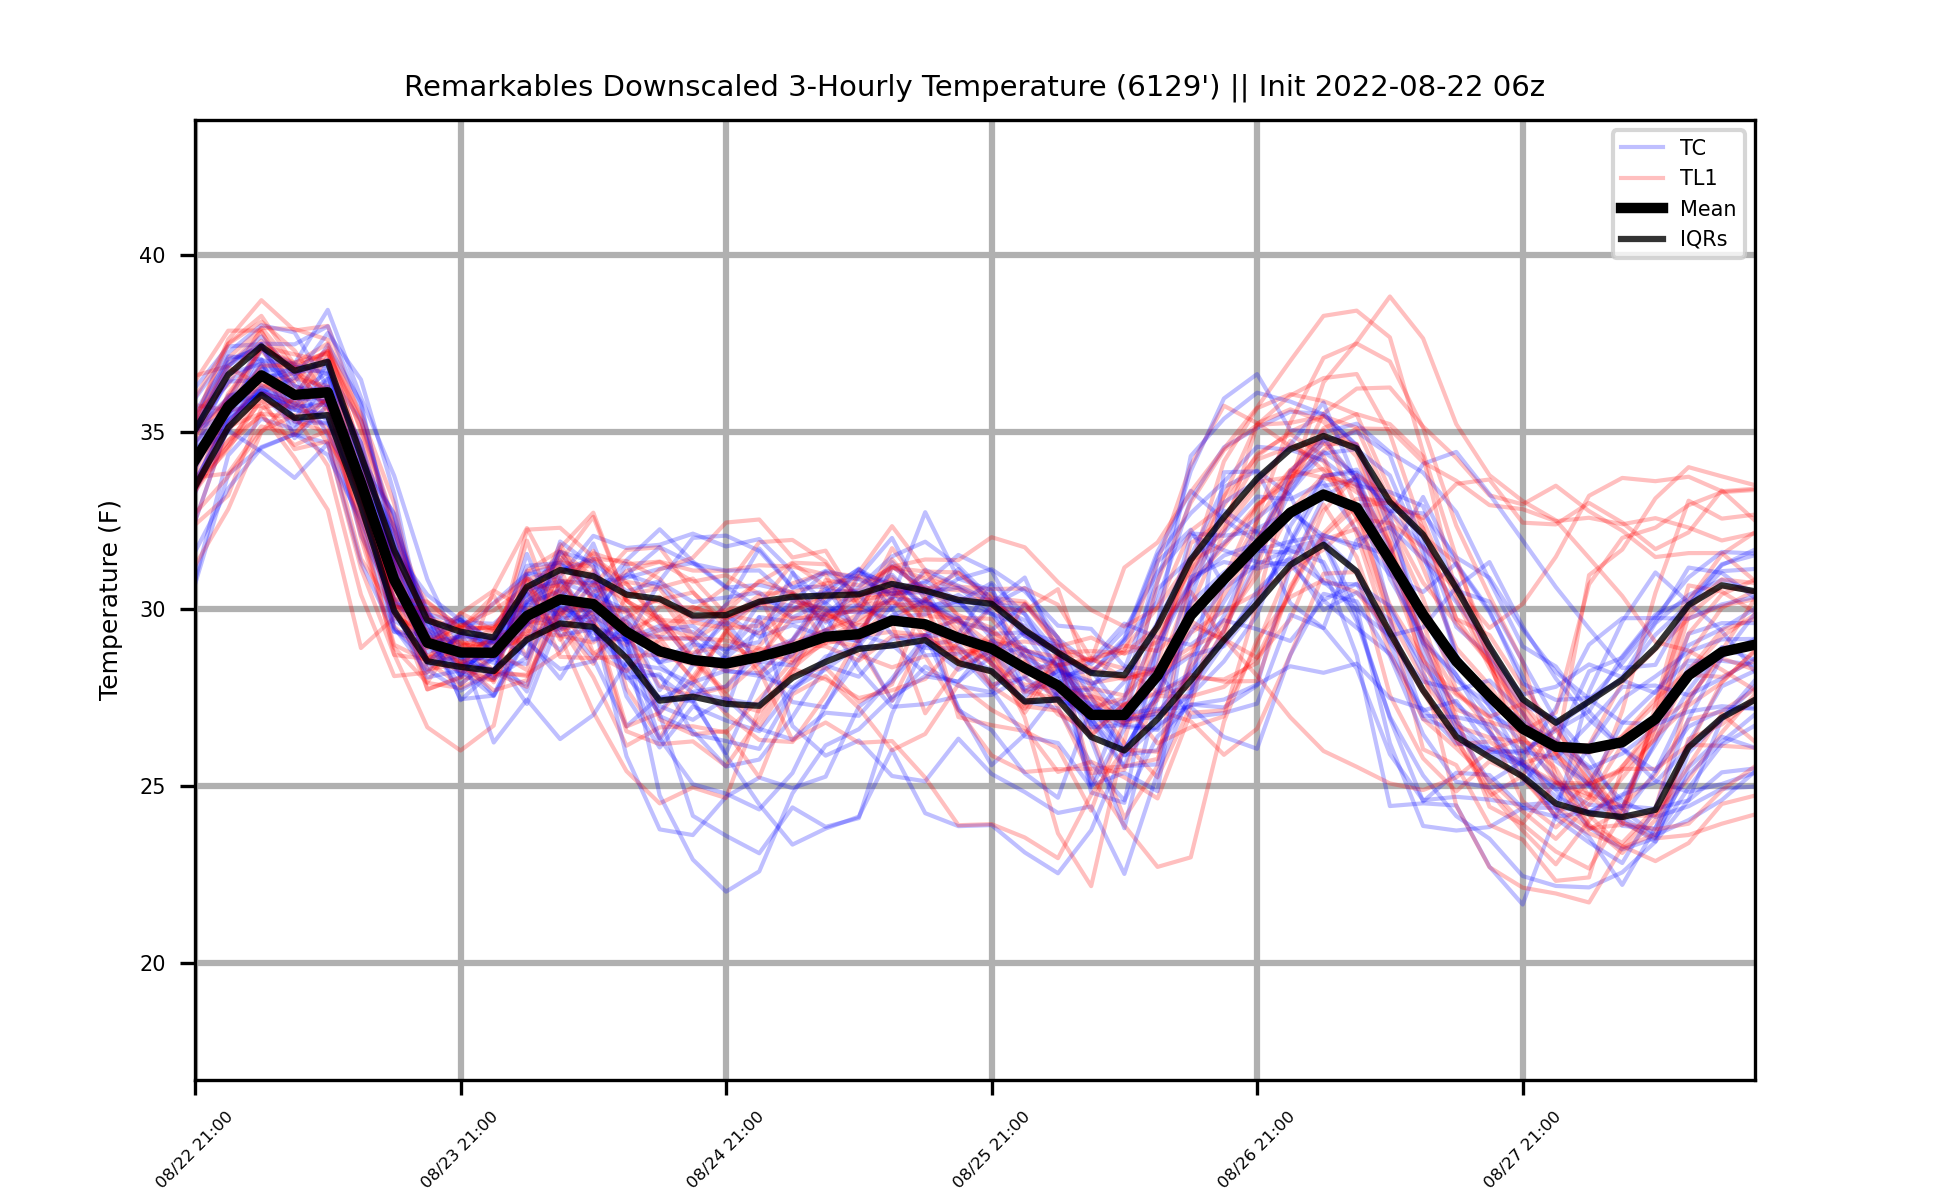 Remarkables Downscaled 3-Hourly Temperature (6129') || Init 2022-08-22 06z
TC
TL1
Mean
IQRs
Temperature (F)
40
35
30
25
20
08/22 21:00
08/23 21:00
08/24 21:00
08/25 21:00
08/26 21:00
08/27 21:00